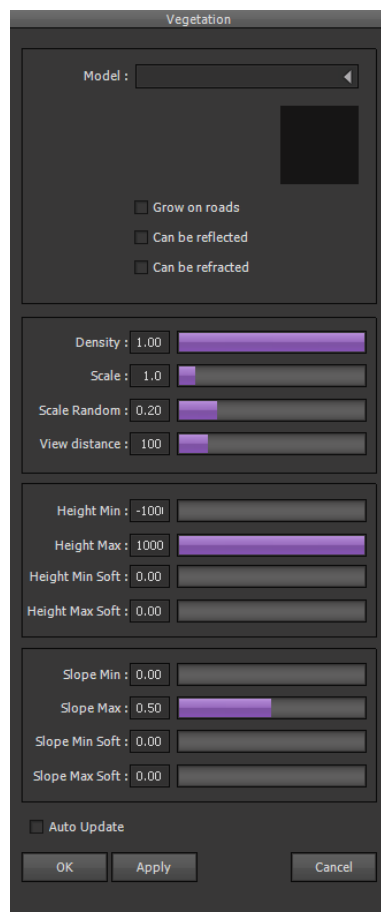 Vegetation
Model :
Grow on roads
Can be reflected
Can be refracted
Density : 1.00
Scale : 1.0
Scale Random : 0.20
View distance : 100
Height Min : -100
Height Max : 1000
Height Min Soft : 0.00
Height Max Soft : 0.00
Slope Min : 0.00
Slope Max : 0.50
Slope Min Soft : 0.00
Slope Max Soft : 0.00
Auto Update
OK Apply Cancel